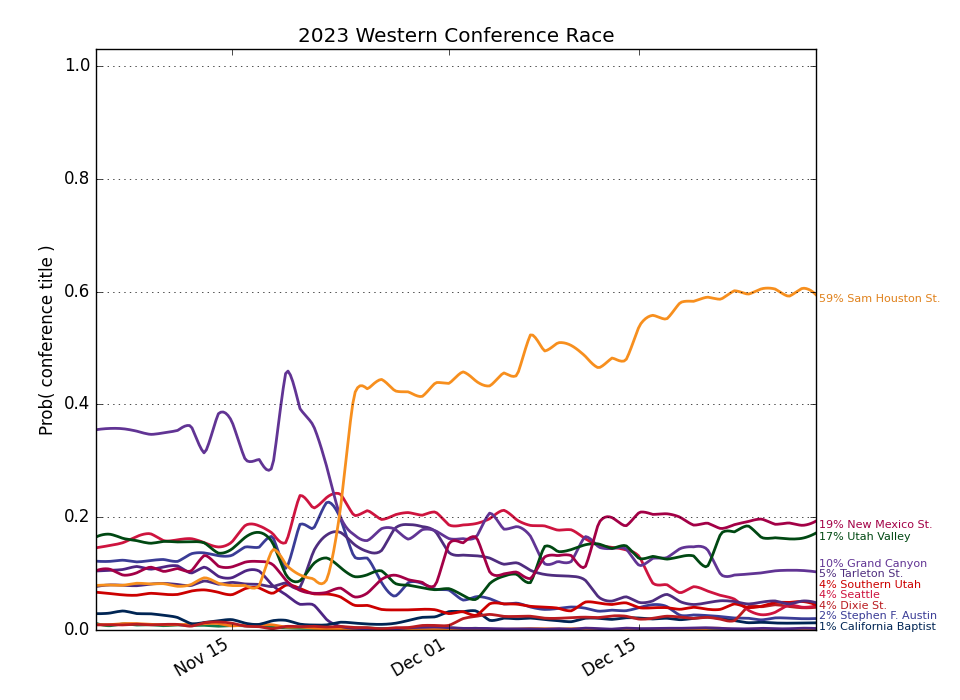 2023 Western Conference Race
Prob( conference title )
1.0
0.8
0.6
0.4
0.2
0.0
Nov 15
Dec 01
Dec 15
59% Sam Houston St.
19% New Mexico St.
17% Utah Valley
10% Grand Canyon
5% Tarleton St.
4% Southern Utah
4% Seattle
4% Dixie St.
2% Stephen F. Austin
1% California Baptist